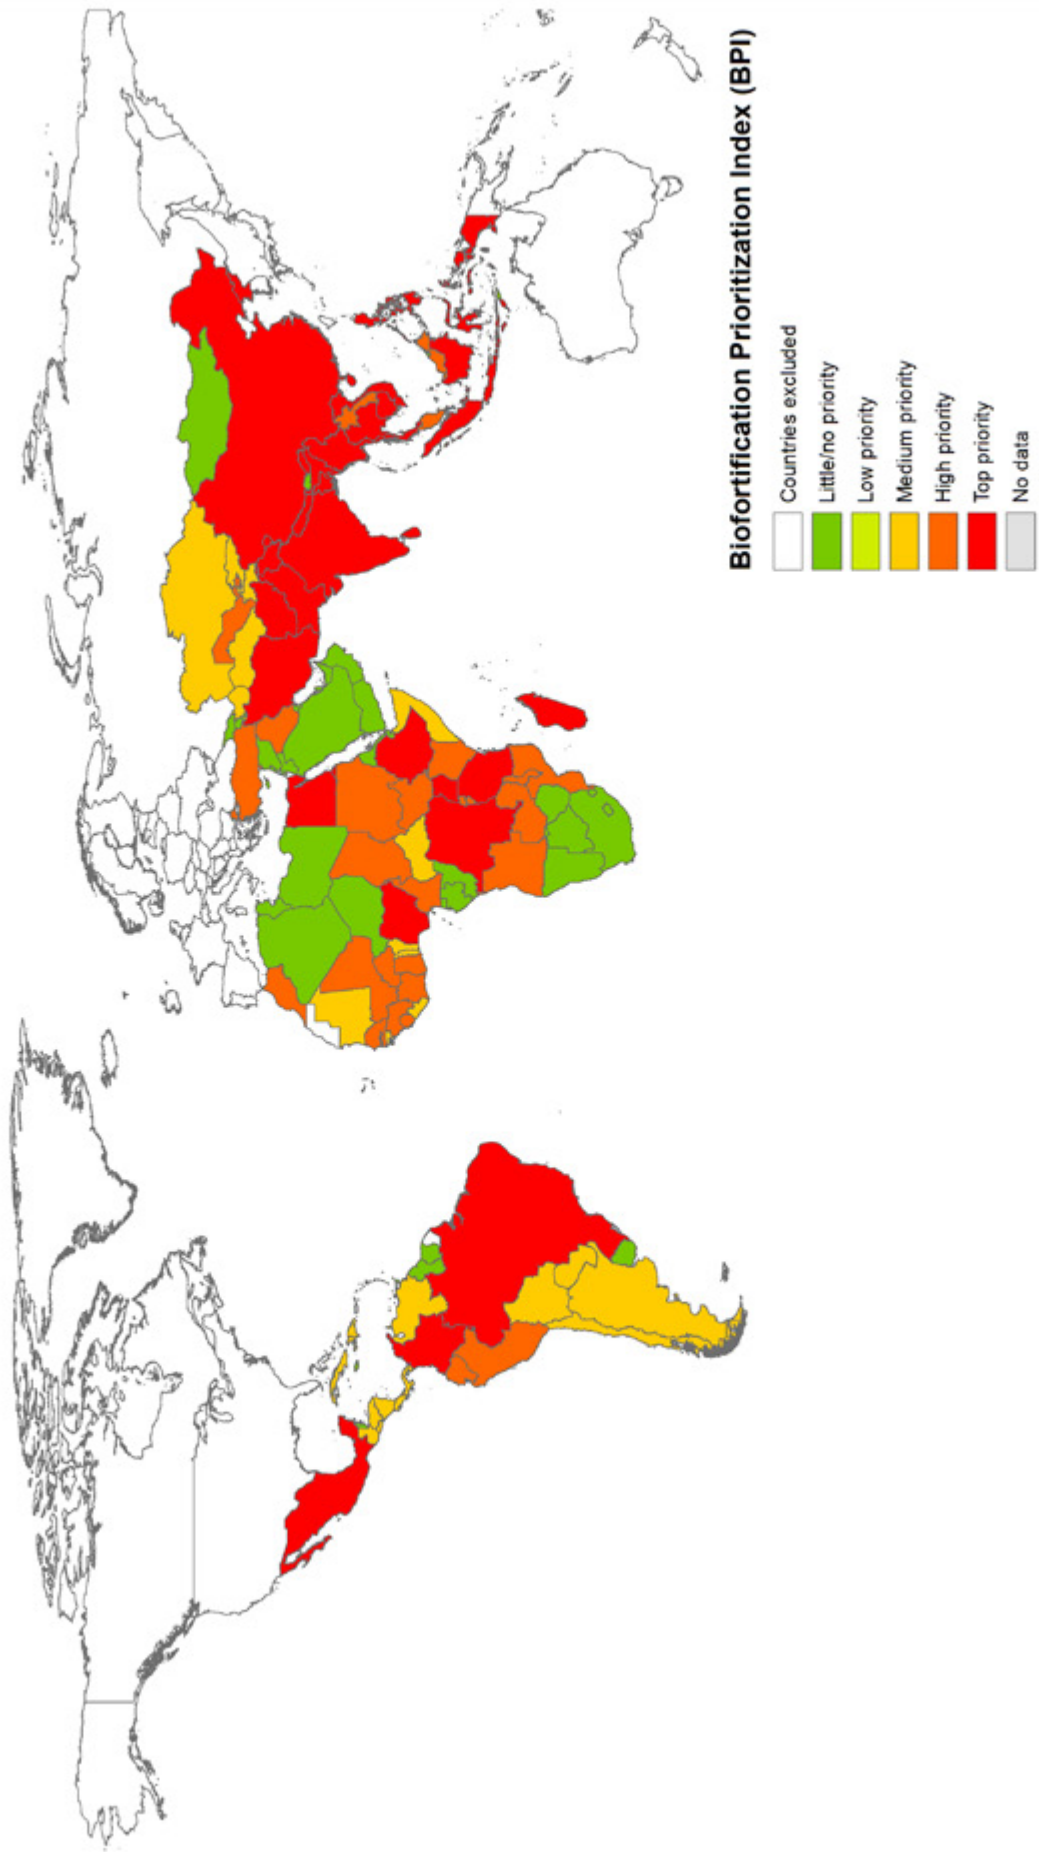 Biofortification Prioritization Index (BPI)
Countries excluded
Little/no priority
Low priority
Medium priority
High priority
Top priority
No data